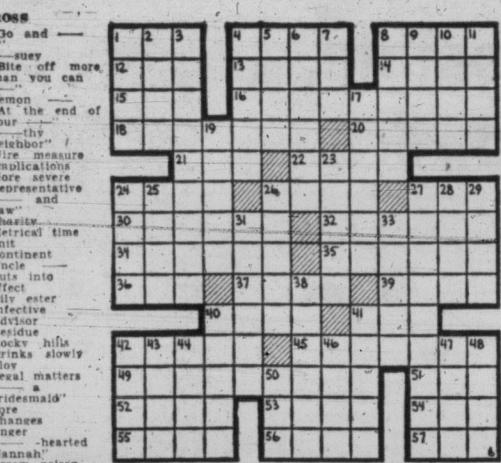 OSS
Go and —
—suey
Bite off more
an you can
—"
emon —
At the end of
our —"
—thy
eighbor"
ire measure
mplications
ore severe
epresentative
— and
aw"
harity
etrical time
nit
ontinent
ncle —
uts into
ffect
ily ester
nfective
dvisor
esidue
ocky hills
rinks slowly
loy
egal matters
— a
ridesmaid"
ore
hanges
nger
— -hearted
annah"
1 2 3 4 5 6 7 8 9 10 11
12 13 14
15 16 17
18 19 20
21 22 23
24 25 26 27 28 29
30 31 32 33
34 35
36 37 38 39
40 41
42 43 44 45 46 47 48
49 50 51
52 53 54
55 56 57